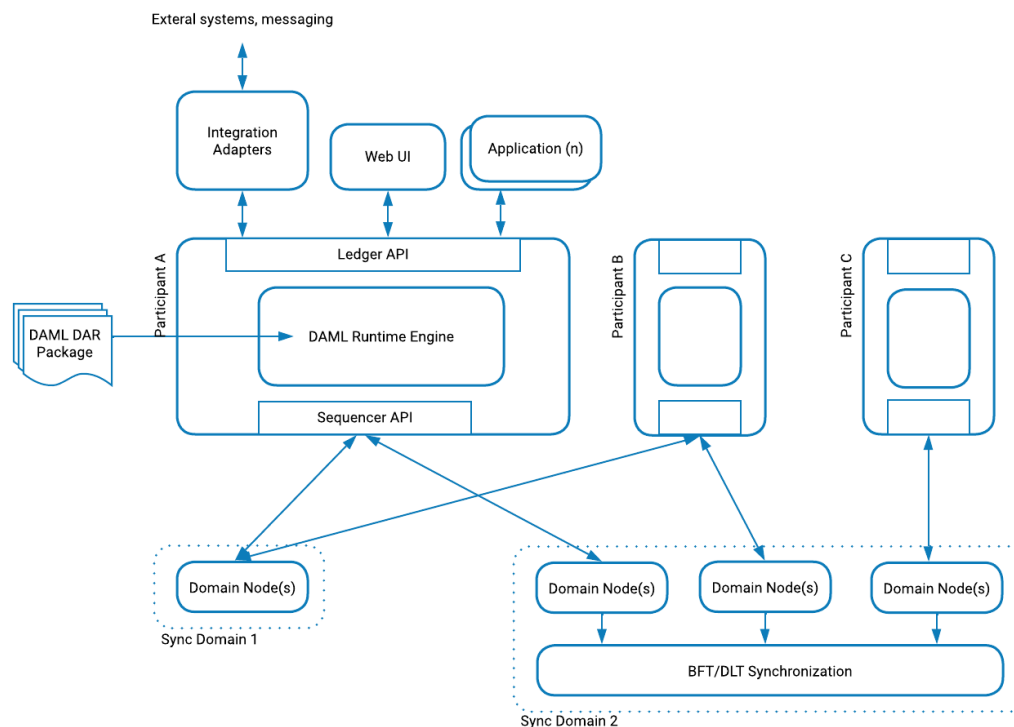 Exteral systems, messaging
Integration
Adapters
Web UI
Application (n)
Participant A
Ledger API
Participant B
Participant C
DAML DAR
Package
DAML Runtime Engine
Sequencer API
Domain Node(s)
Domain Node(s)
Domain Node(s)
Domain Node(s)
Sync Domain 1
BFT/DLT Synchronization
Sync Domain 2